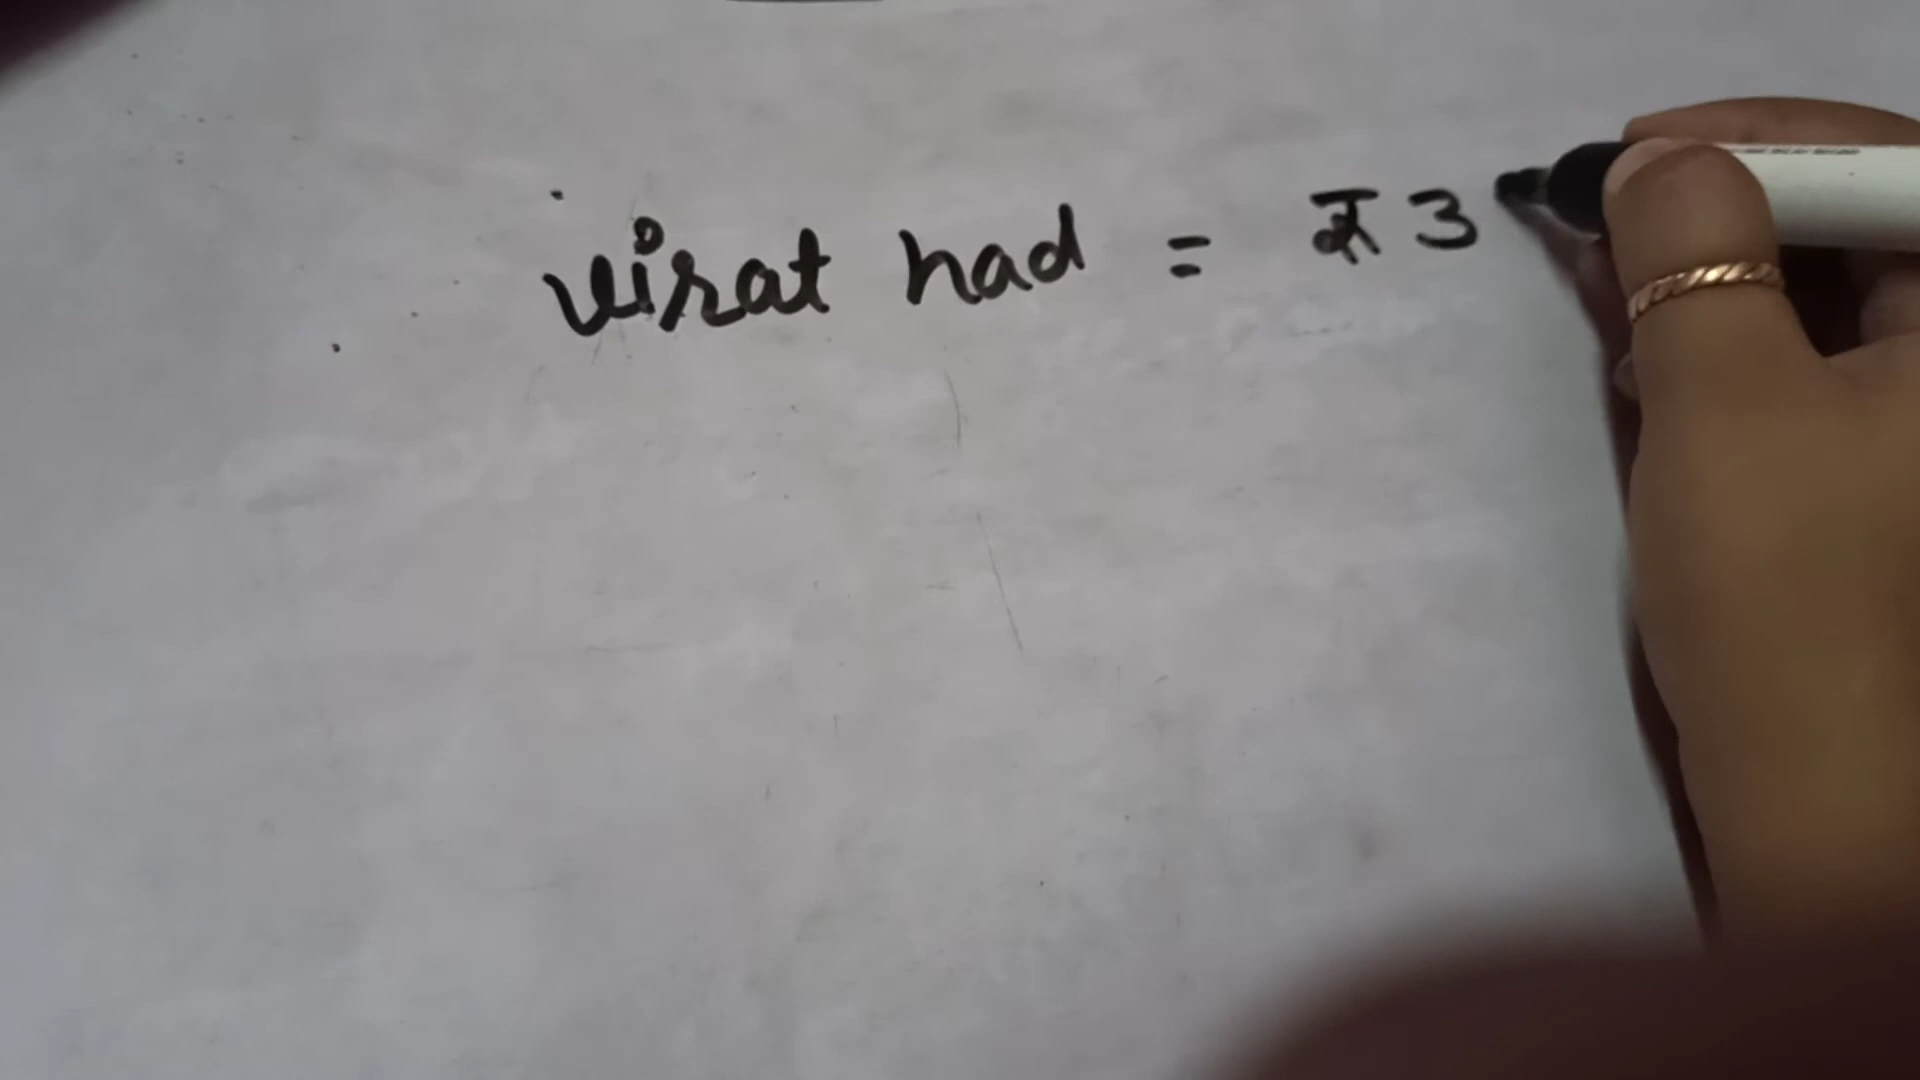 virat had = ₹ 3